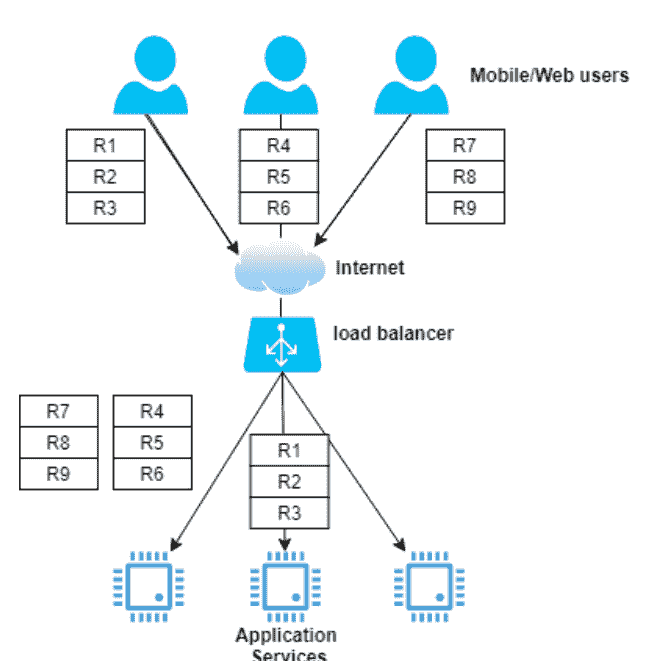 Mobile/Web users
R1
R2
R3
R4
R5
R6
R7
R8
R9
Internet
load balancer
R7
R8
R9
R4
R5
R6
R1
R2
R3
Application
Services